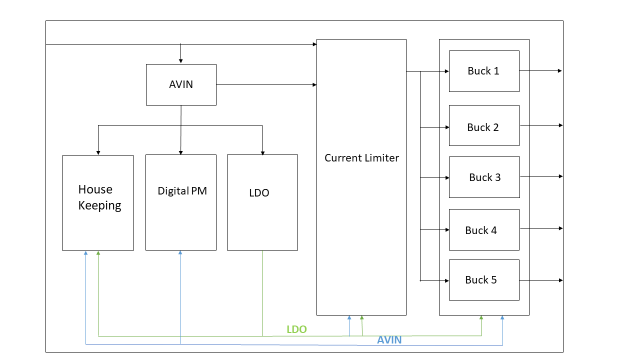 AVIN
House
Keeping
Digital PM
LDO
Current Limiter
Buck 1
Buck 2
Buck 3
Buck 4
Buck 5
LDO
AVIN